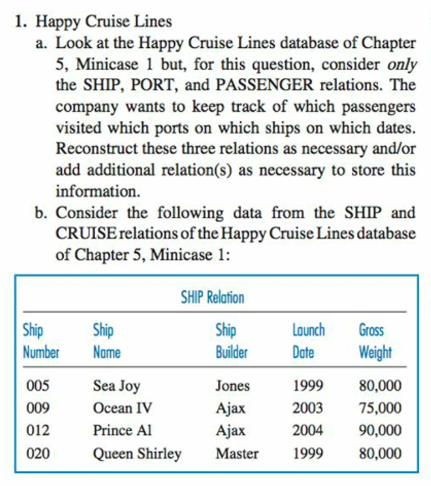 1. Happy Cruise Lines
a. Look at the Happy Cruise Lines database of Chapter
5, Minicase 1 but, for this question, consider only
the SHIP, PORT, and PASSENGER relations. The
company wants to keep track of which passengers
visited which ports on which ships on which dates.
Reconstruct these three relations as necessary and/or
add additional relation(s) as necessary to store this
information.
b. Consider the following data from the SHIP and
CRUISE relations of the Happy Cruise Lines database
of Chapter 5, Minicase 1:
SHIP Relation
Ship Ship Ship Launch Gross
Number Name Builder Date Weight
005 Sea Joy Jones 1999 80,000
009 Ocean IV Ajax 2003 75,000
012 Prince Al Ajax 2004 90,000
020 Queen Shirley Master 1999 80,000